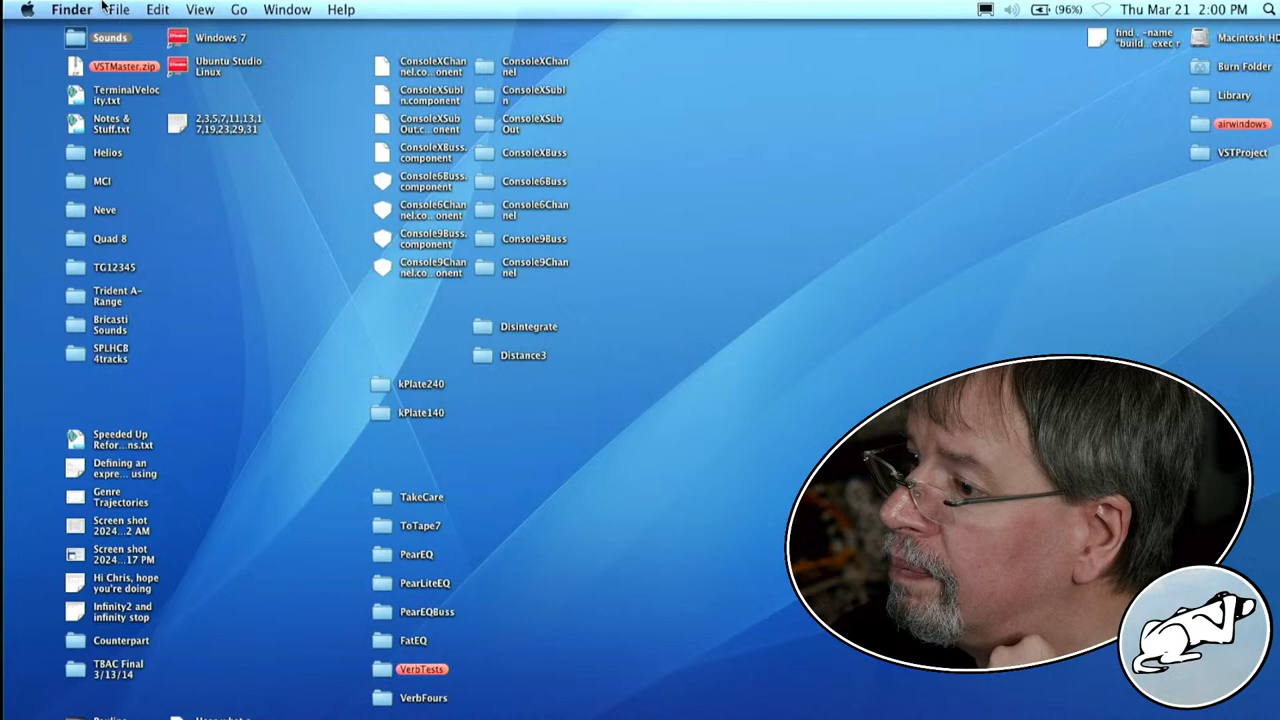 Finder File Edit View Go Window Help (96%) Thu Mar 21 2:00 PM
Sounds
VSTMaster.zip
TerminalVeloc
ity.txt
Notes &
Stuff.txt
Helios
MCI
Neve
Quad 8
TG12345
Trident A-
Range
Bricasti
Sounds
SPLHCB
4tracks
Speeded Up
Refor...ns.txt
Defining an
expre... using
Genre
Trajectories
Screen shot
2024...2 AM
Screen shot
2024...17 PM
Hi Chris, hope
you're doing
Infinity2 and
infinity stop
Counterpart
TBAC Final
3/13/14
Windows 7
Ubuntu Studio
Linux
2,3,5,7,11,13,1
7,19,23,29,31
ConsoleXChan
nel.co...onent
ConsoleXSubI
n.component
ConsoleXSub
Out.c...onent
ConsoleXBuss.
component
Console6Buss.
component
Console6Chan
nel.co...onent
Console9Buss.
component
Console9Chan
nel.co...onent
kPlate240
kPlate140
TakeCare
ToTape7
PearEQ
PearLiteEQ
PearEQBuss
FatEQ
VerbTests
VerbFours
ConsoleXChan
nel
ConsoleXSubI
n
ConsoleXSub
Out
ConsoleXBuss
Console6Buss
Console6Chan
nel
Console9Buss
Console9Chan
nel
Disintegrate
Distance3
find . -name
"build...exec r
Macintosh HD
Burn Folder
Library
airwindows
VSTProject